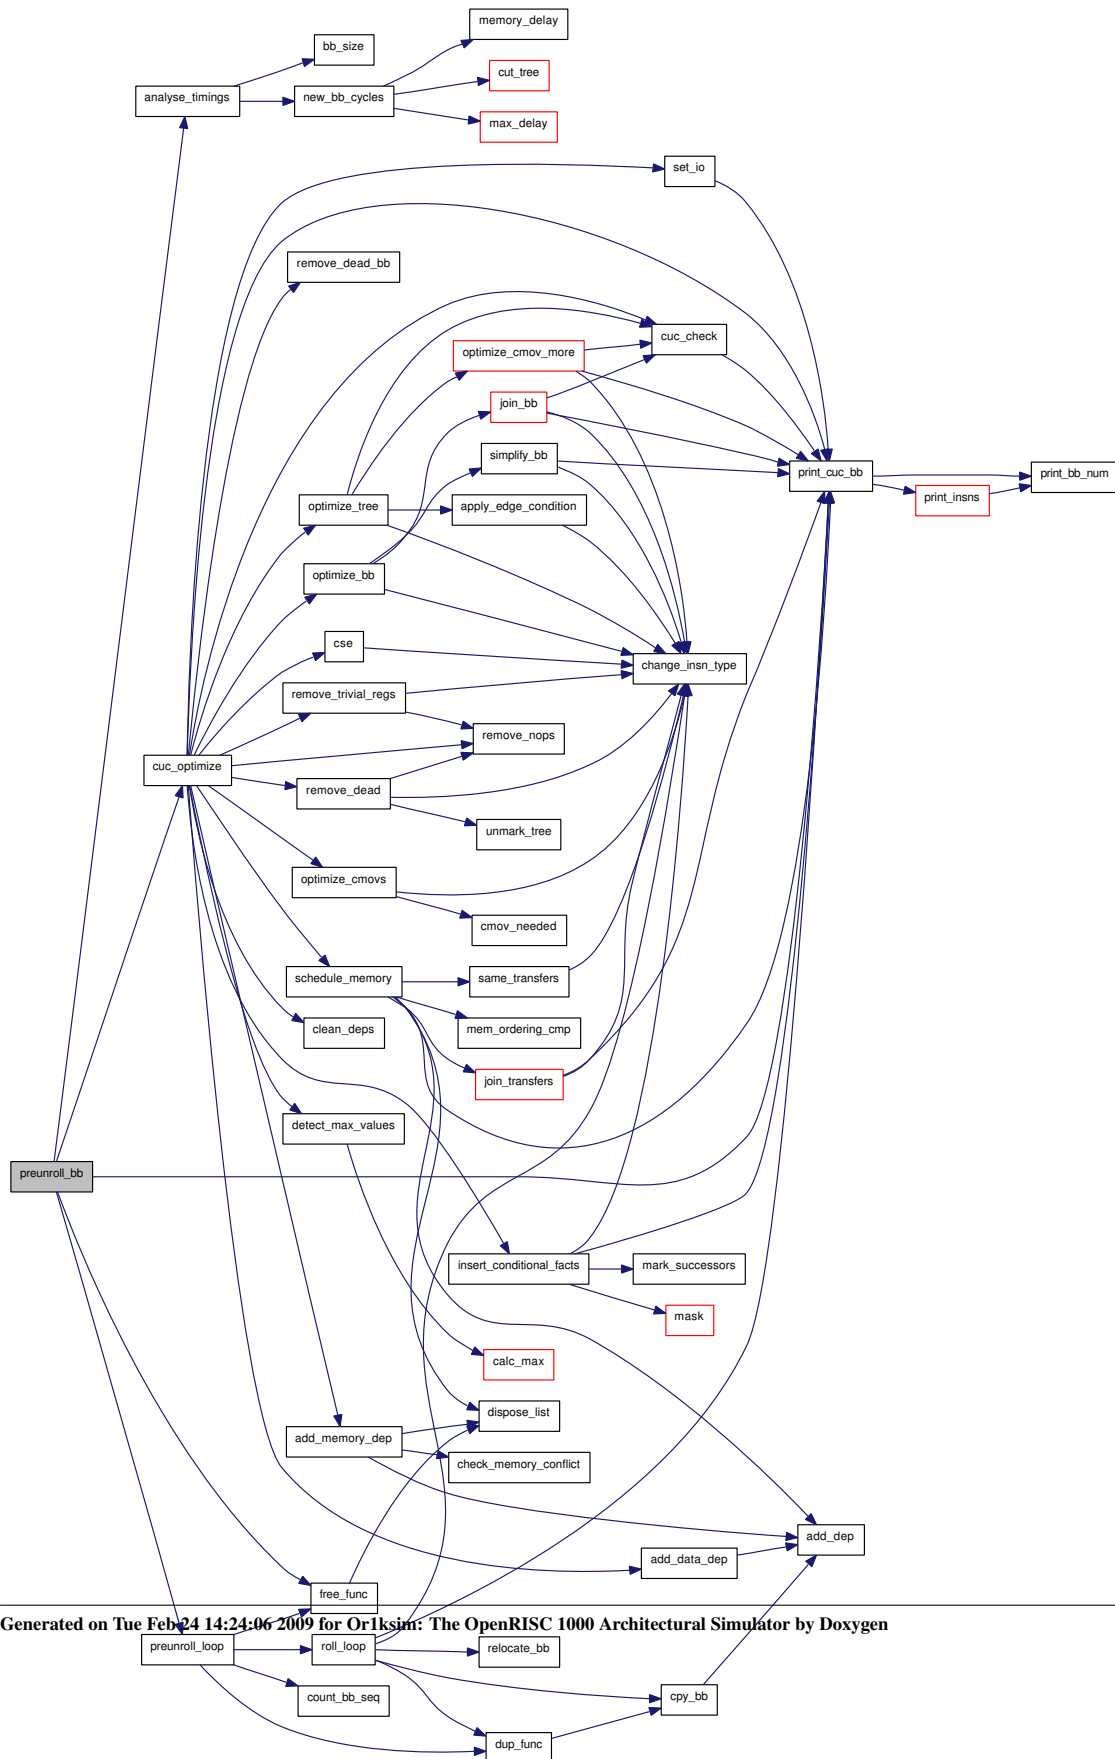 memory_delay
bb_size
cut_tree
analyse_timings
new_bb_cycles
max_delay
set_io
remove_dead_bb
cuc_check
optimize_cmov_more
join_bb
simplify_bb
print_cuc_bb
print_bb_num
print_insns
optimize_tree
apply_edge_condition
optimize_bb
cse
change_insn_type
remove_trivial_regs
remove_nops
cuc_optimize
remove_dead
unmark_tree
optimize_cmovs
cmov_needed
schedule_memory
same_transfers
clean_deps
mem_ordering_cmp
join_transfers
detect_max_values
preunroll_bb
insert_conditional_facts
mark_successors
mask
calc_max
dispose_list
add_memory_dep
check_memory_conflict
add_dep
add_data_dep
free_func
Generated on Tue Feb 24 14:24:06 2009 for Or1ksim: The OpenRISC 1000 Architectural Simulator by Doxygen
preunroll_loop
roll_loop
relocate_bb
count_bb_seq
cpy_bb
dup_func